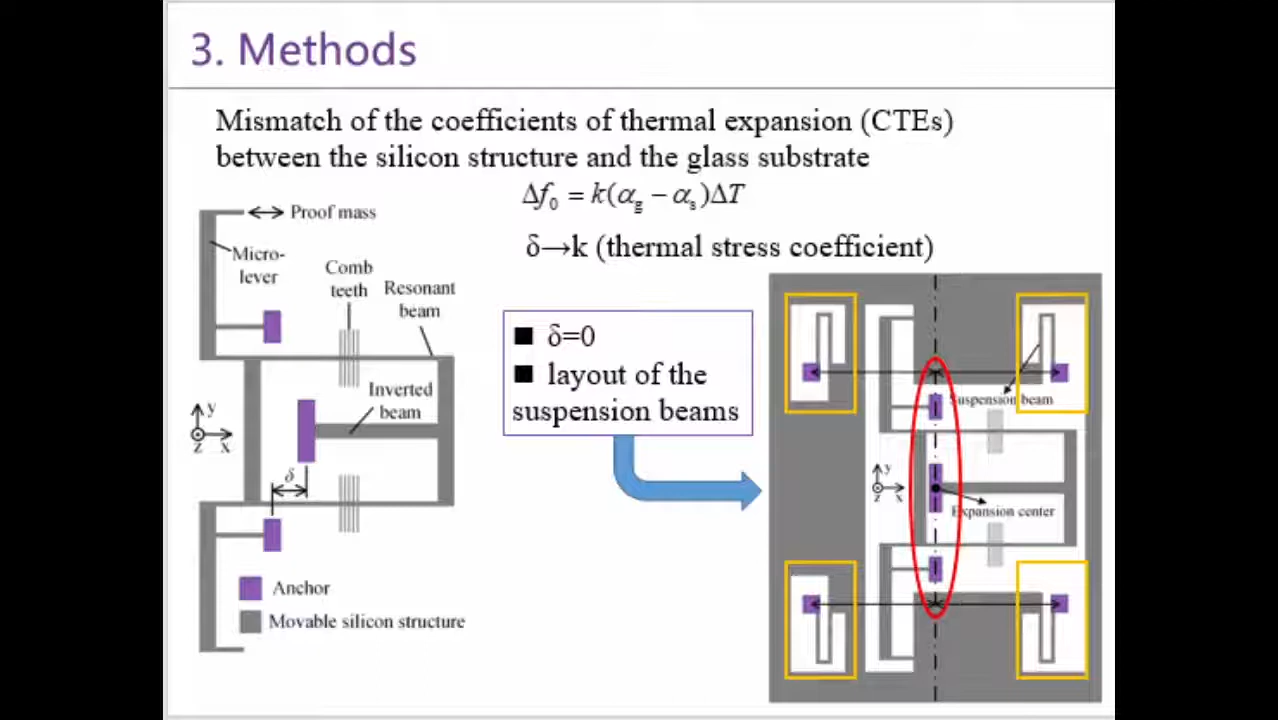 3. Methods
Mismatch of the coefficients of thermal expansion (CTEs)
between the silicon structure and the glass substrate
Δf₀ = k(α_g − α_s)ΔT
δ→k (thermal stress coefficient)
Proof mass
Micro-
lever
Comb
teeth
Resonant
beam
Inverted
beam
y
z x
δ
Anchor
Movable silicon structure
■ δ=0
■ layout of the
suspension beams
Suspension beam
y
z x
Expansion center